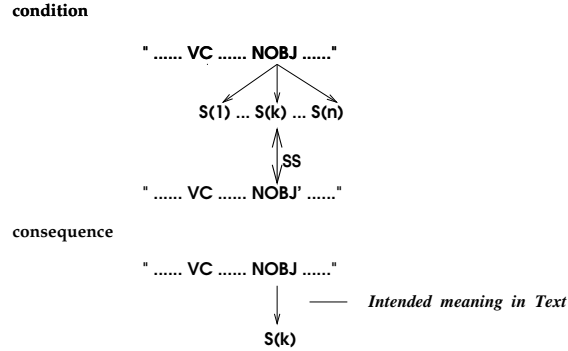 condition
" ...... VC ...... NOBJ ......"
S(1) ... S(k) ... S(n)
SS
" ...... VC ...... NOBJ' ......"
consequence
" ...... VC ...... NOBJ ......"
Intended meaning in Text
S(k)